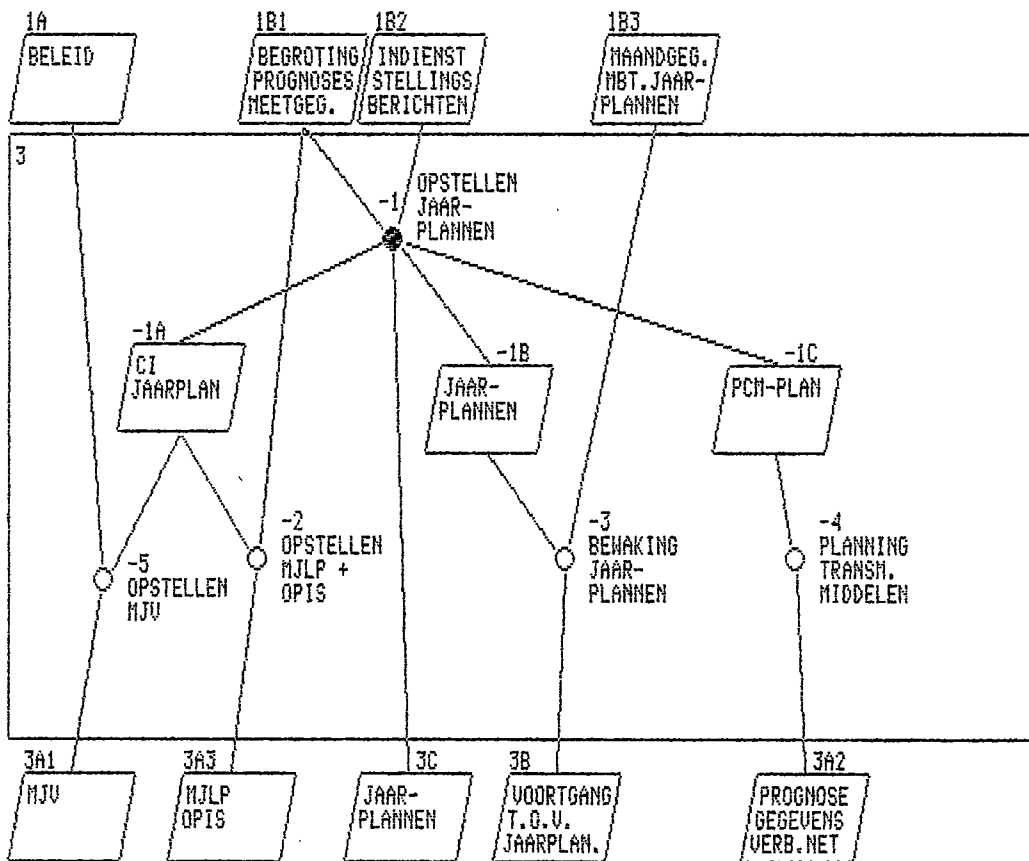 1A
BELEID
1B1
BEGROTING
PROGNOSES
MEETGEG.
1B2
INDIENST
STELLINGS
BERICHTEN
1B3
MAANDGEG.
MBT.JAAR-
PLANNEN
3
-1
OPSTELLEN
JAAR-
PLANNEN
-1A
CI
JAARPLAN
-1B
JAAR-
PLANNEN
-1C
PCM-PLAN
-5
OPSTELLEN
MJV
-2
OPSTELLEN
MJLP +
OPIS
-3
BEWAKING
JAAR-
PLANNEN
-4
PLANNING
TRANSM.
MIDDELEN
3A1
MJV
3A3
MJLP
OPIS
3C
JAAR-
PLANNEN
3B
VOORTGANG
T.O.V.
JAARPLAN.
3A2
PROGNOSE
GEGEVENS
VERB.NET